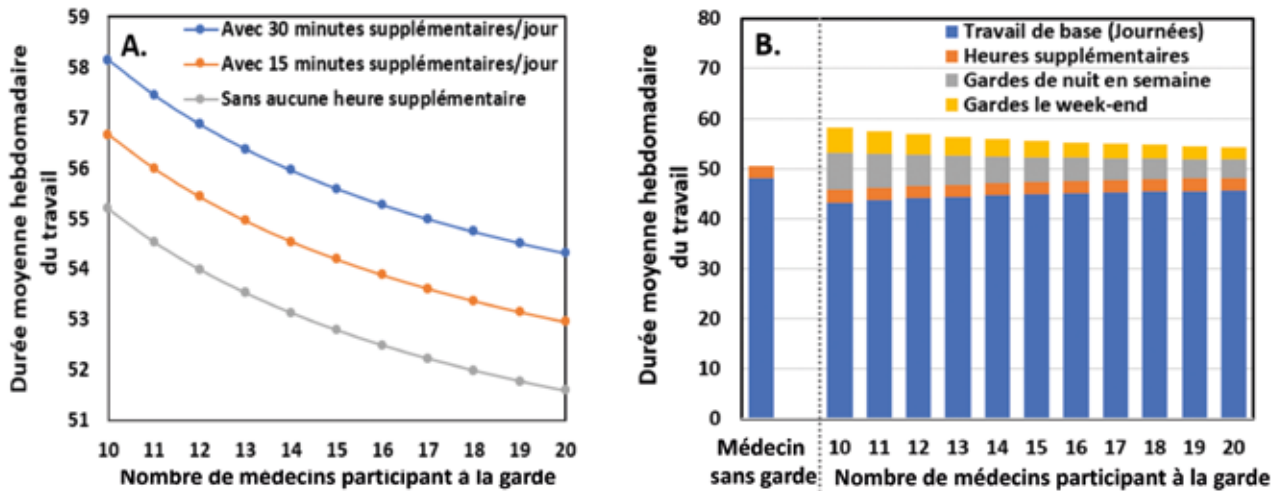 A.
Avec 30 minutes supplémentaires/jour
Avec 15 minutes supplémentaires/jour
Sans aucune heure supplémentaire
Durée moyenne hebdomadaire
du travail
59
58
57
56
55
54
53
52
51
10 11 12 13 14 15 16 17 18 19 20
Nombre de médecins participant à la garde
B.
Travail de base (Journées)
Heures supplémentaires
Gardes de nuit en semaine
Gardes le week-end
Durée moyenne hebdomadaire
du travail
80
70
60
50
40
30
20
10
0
Médecin
sans garde
10 11 12 13 14 15 16 17 18 19 20
Nombre de médecins participant à la garde